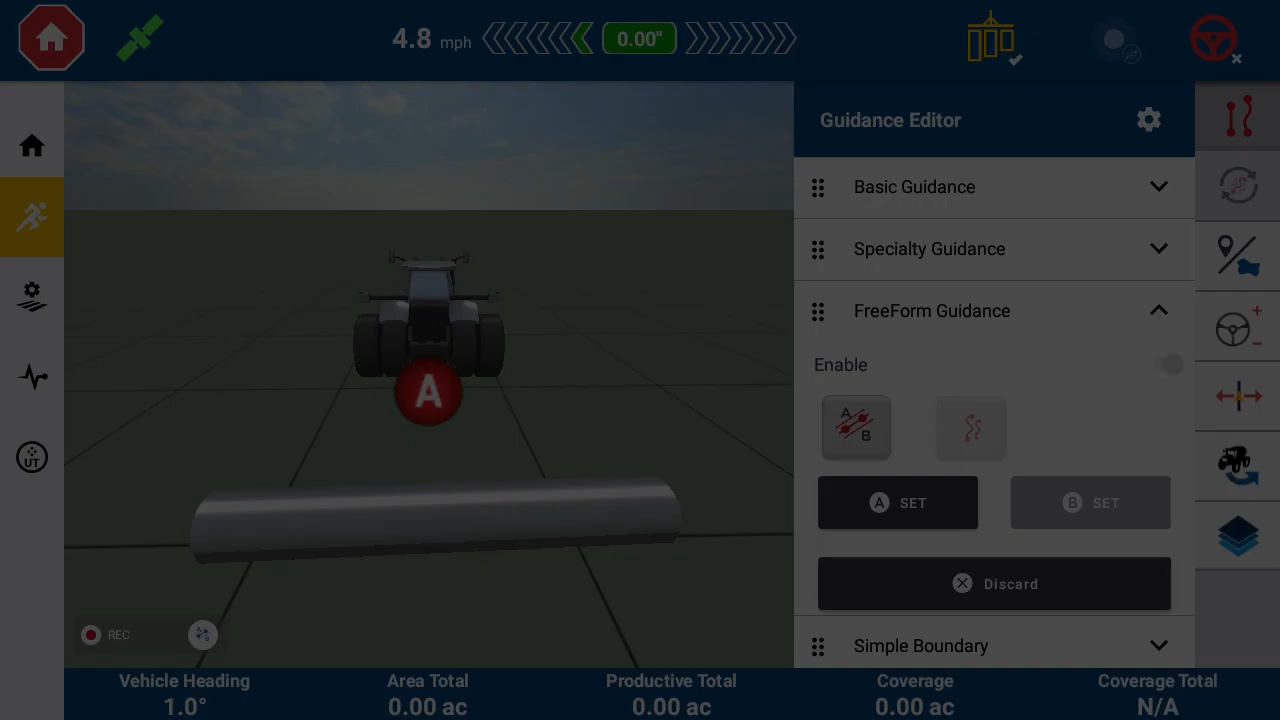 4.8 mph
0.00"
Guidance Editor
Basic Guidance
Specialty Guidance
FreeForm Guidance
Enable
A
B
A SET
B SET
Discard
Simple Boundary
A
REC
A B
UT
Vehicle Heading
1.0°
Area Total
0.00 ac
Productive Total
0.00 ac
Coverage
0.00 ac
Coverage Total
N/A